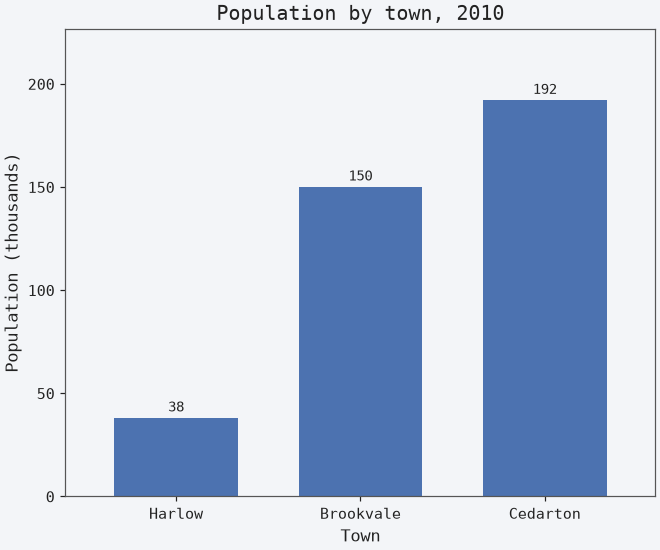 Population by town, 2010
Population (thousands)
200
150
100
50
0
38
150
192
Harlow
Brookvale
Cedarton
Town